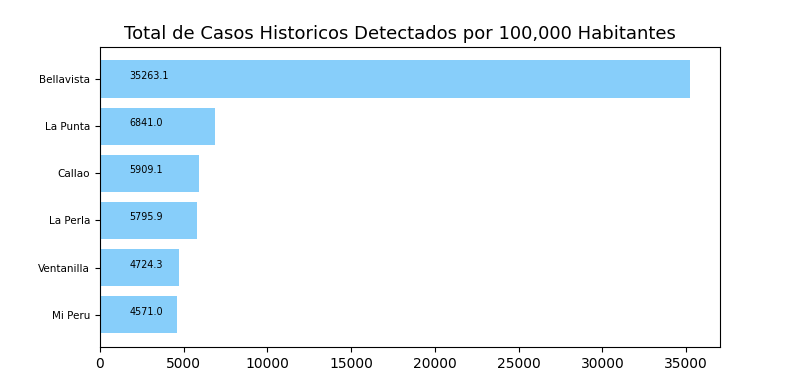 Total de Casos Historicos Detectados por 100,000 Habitantes
Bellavista 35263.1
La Punta 6841.0
Callao 5909.1
La Perla 5795.9
Ventanilla 4724.3
Mi Peru 4571.0
0 5000 10000 15000 20000 25000 30000 35000